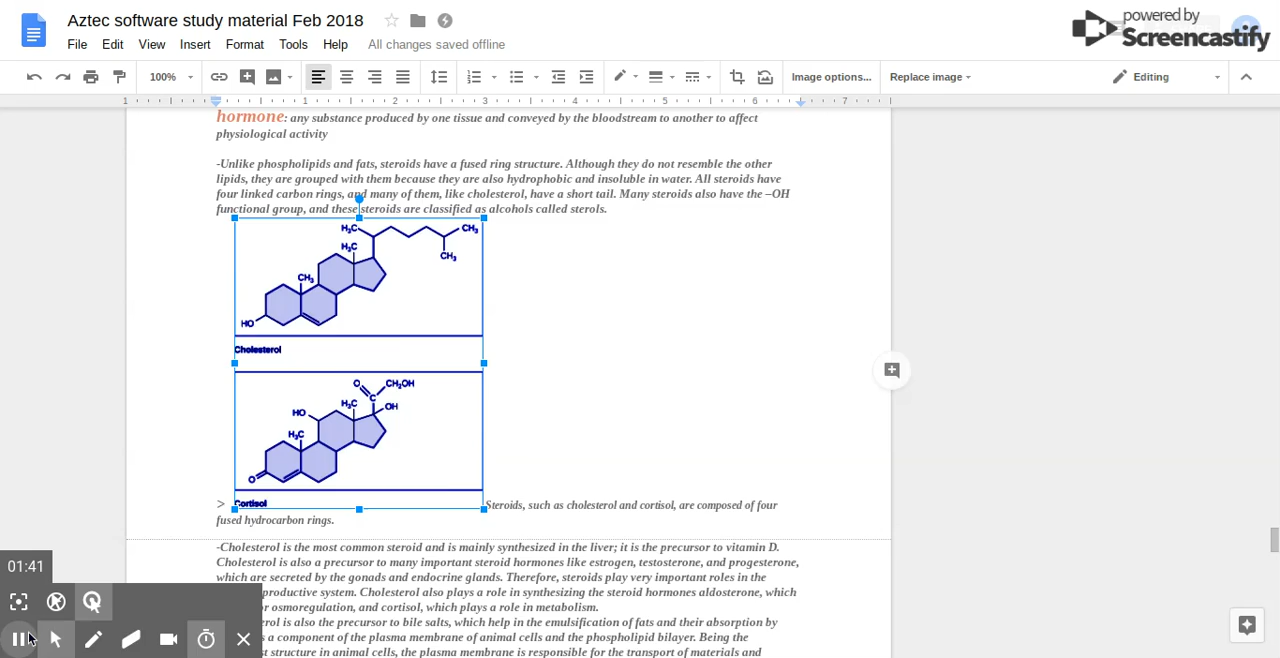 Aztec software study material Feb 2018
powered by
Screencastify
File Edit View Insert Format Tools Help All changes saved offline
100% Image options... Replace image Editing
1 1 2 3 4 5 6 7
hormone: any substance produced by one tissue and conveyed by the bloodstream to another to affect
physiological activity
-Unlike phospholipids and fats, steroids have a fused ring structure. Although they do not resemble the other
lipids, they are grouped with them because they are also hydrophobic and insoluble in water. All steroids have
four linked carbon rings, and many of them, like cholesterol, have a short tail. Many steroids also have the –OH
functional group, and these steroids are classified as alcohols called sterols.
H₃C CH₃
H₃C
CH₃
CH₃
HO
Cholesterol
O CH₂OH
C
H₃C OH
HO
H₃C
O
> Cortisol Steroids, such as cholesterol and cortisol, are composed of four
fused hydrocarbon rings.
-Cholesterol is the most common steroid and is mainly synthesized in the liver; it is the precursor to vitamin D.
Cholesterol is also a precursor to many important steroid hormones like estrogen, testosterone, and progesterone,
which are secreted by the gonads and endocrine glands. Therefore, steroids play very important roles in the
productive system. Cholesterol also plays a role in synthesizing the steroid hormones aldosterone, which
or osmoregulation, and cortisol, which plays a role in metabolism.
erol is also the precursor to bile salts, which help in the emulsification of fats and their absorption by
s a component of the plasma membrane of animal cells and the phospholipid bilayer. Being the
st structure in animal cells, the plasma membrane is responsible for the transport of materials and
01:41